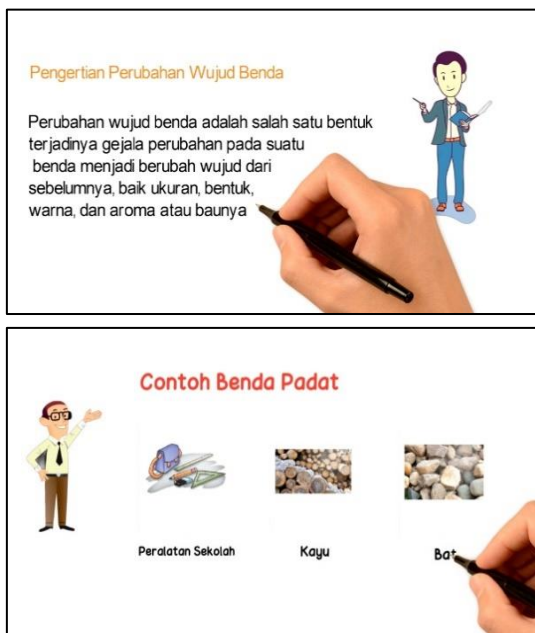 Pengertian Perubahan Wujud Benda
Perubahan wujud benda adalah salah satu bentuk
terjadinya gejala perubahan pada suatu
benda menjadi berubah wujud dari
sebelumnya, baik ukuran, bentuk,
warna, dan aroma atau baunya
Contoh Benda Padat
Peralatan Sekolah Kayu Bat